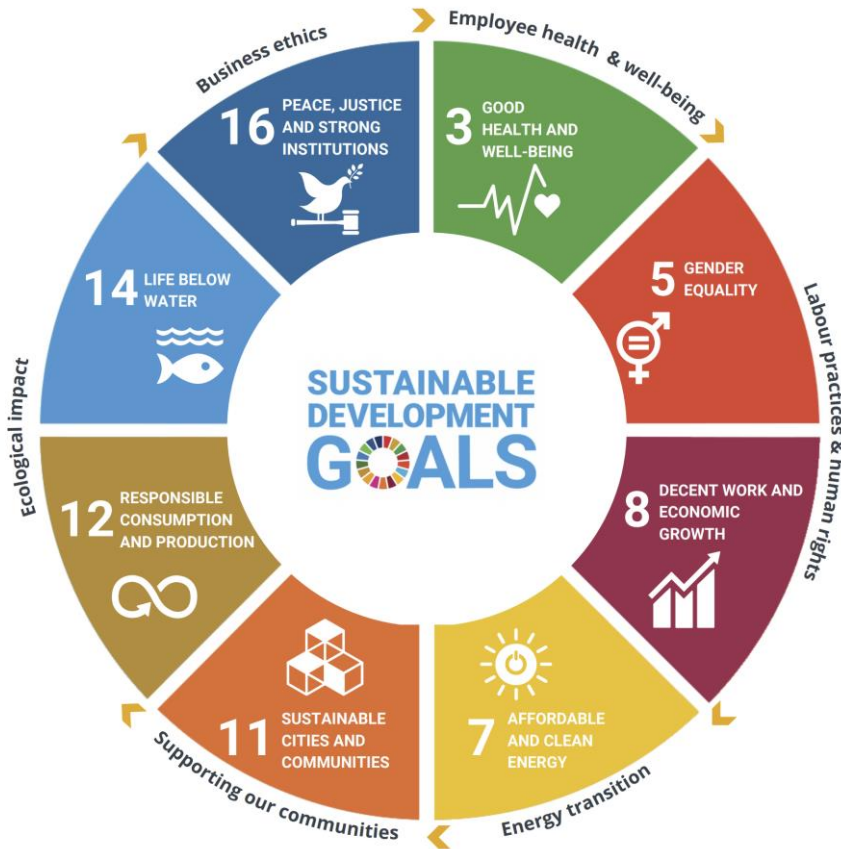 Business ethics
Employee health & well-being
16
PEACE, JUSTICE
AND STRONG
INSTITUTIONS
3
GOOD
HEALTH AND
WELL-BEING
14
LIFE BELOW
WATER
5
GENDER
EQUALITY
Labour practices & human rights
Ecological impact
SUSTAINABLE
DEVELOPMENT
GOALS
12
RESPONSIBLE
CONSUMPTION
AND PRODUCTION
8
DECENT WORK AND
ECONOMIC
GROWTH
11
SUSTAINABLE
CITIES AND
COMMUNITIES
7
AFFORDABLE
AND CLEAN
ENERGY
Supporting our communities
Energy transition